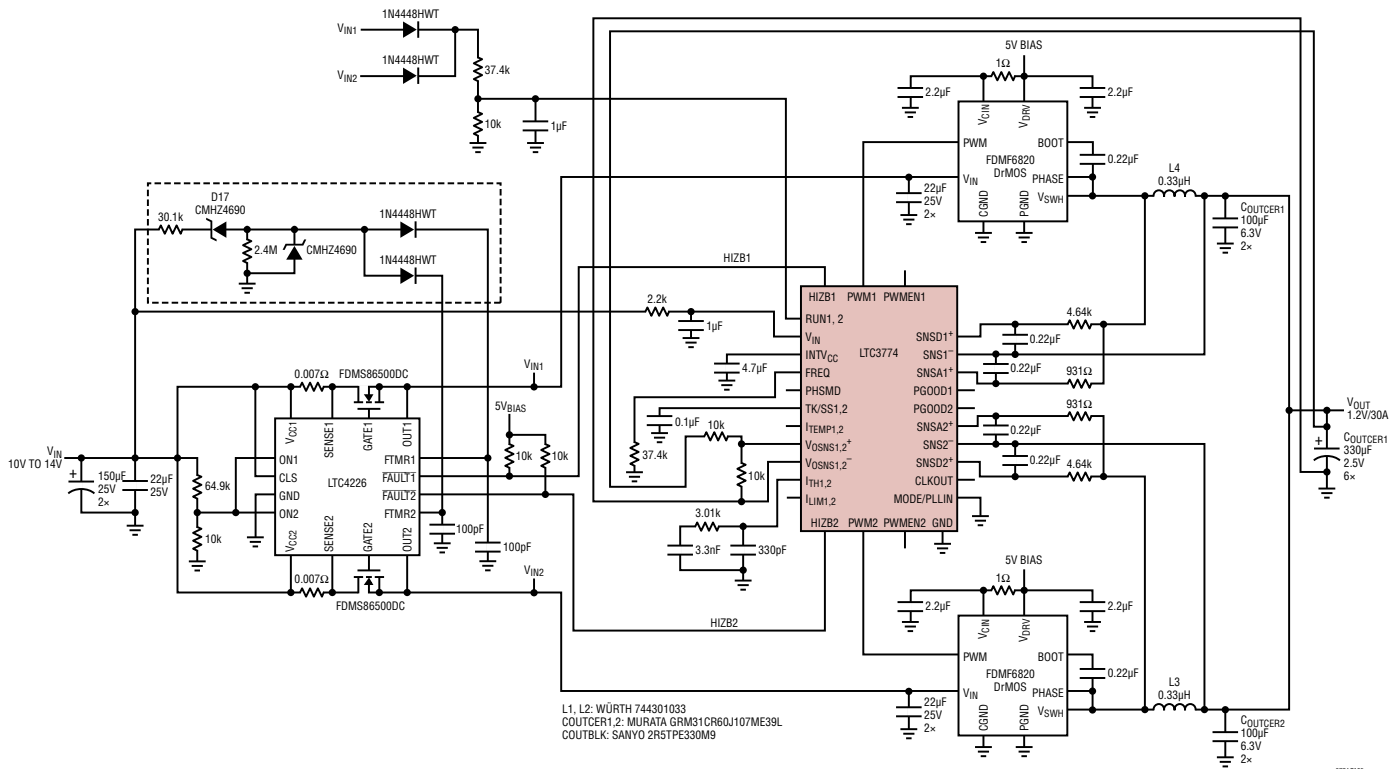 1N4448HWT
VIN1
1N4448HWT
VIN2
37.4k
10k
1µF
5V BIAS
1Ω
2.2µF
2.2µF
VCIN
VDRV
PWM
BOOT
FDMF6820
DrMOS
0.22µF
VIN
PHASE
VSWH
CGND
PGND
22µF
25V
2×
L4
0.33µH
COUTCER1
100µF
6.3V
2×
D17
CMHZ4690
30.1k
2.4M
CMHZ4690
1N4448HWT
1N4448HWT
HIZB1
2.2k
1µF
4.7µF
0.1µF
37.4k
10k
10k
3.01k
3.3nF
330pF
HIZB1
PWM1
PWMEN1
RUN1, 2
VIN
INTVCC
FREQ
PHSMD
TK/SS1,2
ITEMP1,2
VOSNS1,2+
VOSNS1,2−
ITH1,2
ILIM1,2
LTC3774
SNSD1+
SNS1−
SNSA1+
PGOOD1
PGOOD2
SNSA2+
SNS2−
SNSD2+
CLKOUT
MODE/PLLIN
HIZB2
PWM2
PWMEN2
GND
4.64k
0.22µF
0.22µF
931Ω
931Ω
0.22µF
0.22µF
4.64k
VOUT
1.2V/30A
COUTCER1
330µF
2.5V
6×
VIN
10V TO 14V
+
150µF
25V
2×
22µF
25V
64.9k
10k
0.007Ω
FDMS86500DC
VIN1
5VBIAS
10k
10k
VCC1
SENSE1
GATE1
OUT1
ON1
CLS
GND
ON2
LTC4226
FTMR1
FAULT1
FAULT2
FTMR2
VCC2
SENSE2
GATE2
OUT2
100pF
100pF
0.007Ω
FDMS86500DC
VIN2
HIZB2
5V BIAS
1Ω
2.2µF
2.2µF
VCIN
VDRV
PWM
BOOT
FDMF6820
DrMOS
0.22µF
VIN
PHASE
VSWH
CGND
PGND
22µF
25V
2×
L3
0.33µH
COUTCER2
100µF
6.3V
2×
L1, L2: WÜRTH 744301033
COUTCER1,2: MURATA GRM31CR60J107ME39L
COUTBLK: SANYO 2R5TPE330M9